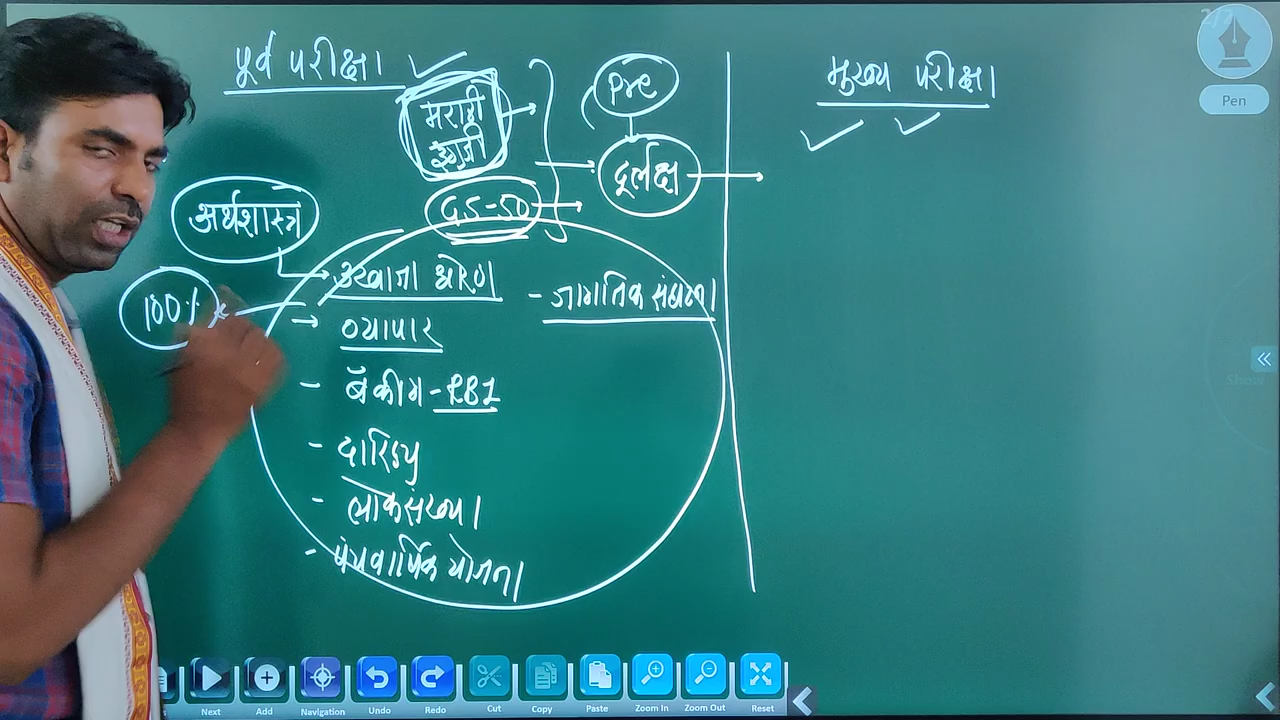 पूर्व परीक्षा
मराठी
इंग्रजी
Pre
दूर्लक्ष
मुख्य परीक्षा
Pen
अर्थशास्त्र
G.S-50
100%
धोरण
- जागतिक संघटना
व्यापार
- बँकींग - RBI
- दारिद्र्य
- लोकसंख्या
- पंचवार्षिक योजना
Next
Add
Navigation
Undo
Redo
Cut
Copy
Paste
Zoom In
Zoom Out
Reset